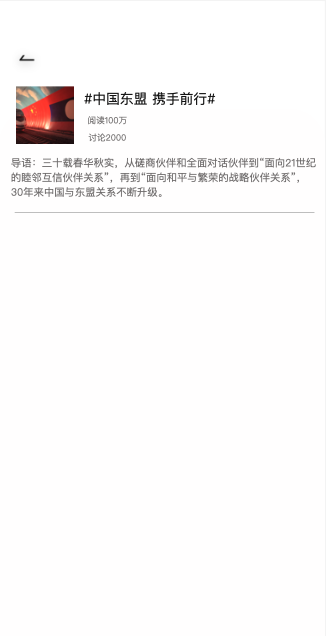 #中国东盟 携手前行#
阅读100万
讨论2000
导语：三十载春华秋实，从磋商伙伴和全面对话伙伴到“面向21世纪
的睦邻互信伙伴关系”，再到“面向和平与繁荣的战略伙伴关系”，
30年来中国与东盟关系不断升级。